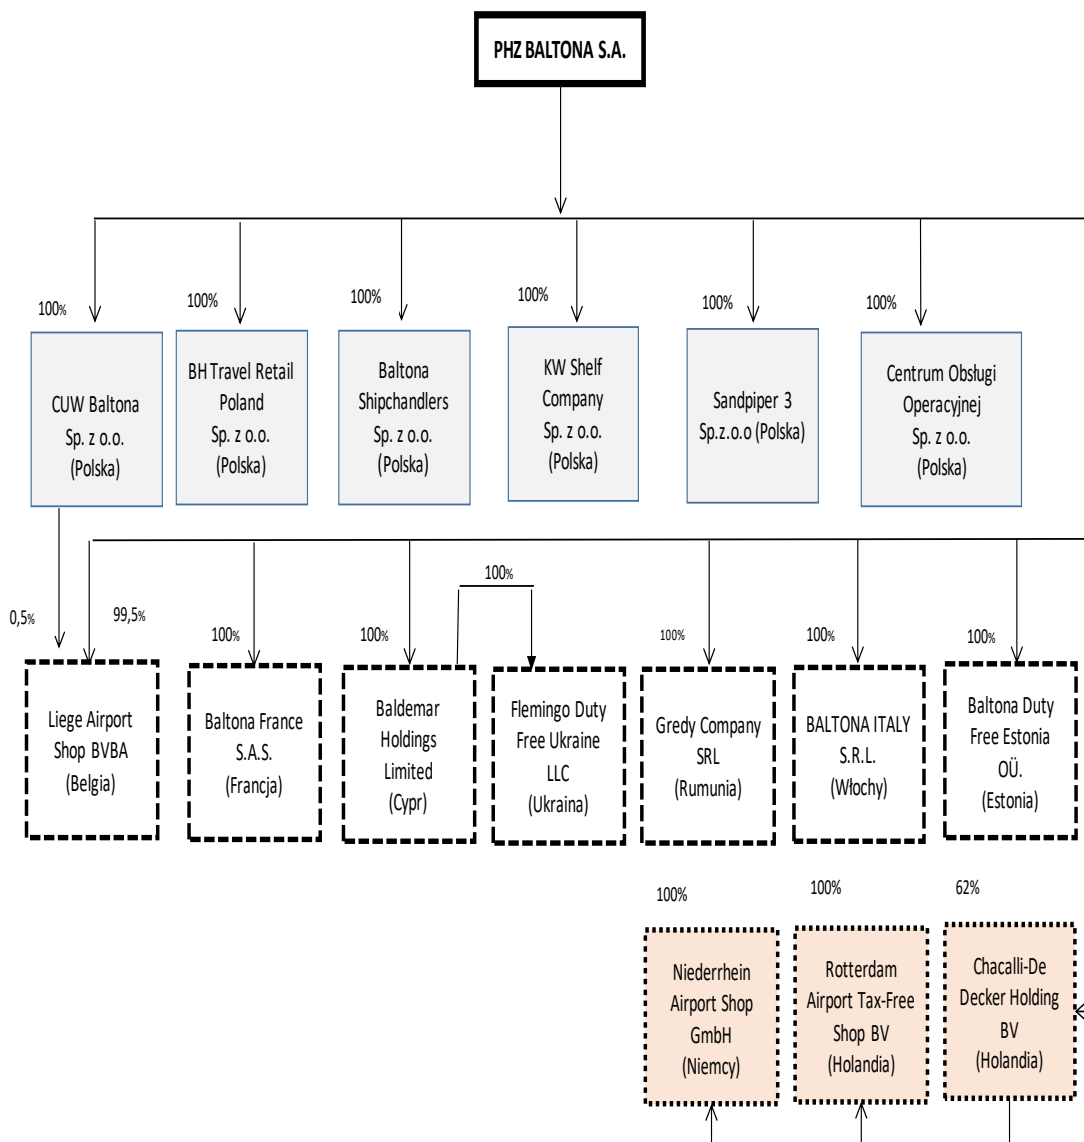 PHZ BALTONA S.A.
100%
100%
100%
100%
100%
100%
CUW Baltona
Sp. z o.o.
(Polska)
BH Travel Retail
Poland
Sp. z o.o.
(Polska)
Baltona
Shipchandlers
Sp. z o.o.
(Polska)
KW Shelf
Company
Sp. z o.o.
(Polska)
Sandpiper 3
Sp.z.o.o (Polska)
Centrum Obsługi
Operacyjnej
Sp. z o.o.
(Polska)
0,5%
99,5%
100%
100%
100%
100%
100%
100%
Liege Airport
Shop BVBA
(Belgia)
Baltona France
S.A.S.
(Francja)
Baldemar
Holdings
Limited
(Cypr)
Flemingo Duty
Free Ukraine
LLC
(Ukraina)
Gredy Company
SRL
(Rumunia)
BALTONA ITALY
S.R.L.
(Włochy)
Baltona Duty
Free Estonia
OÜ.
(Estonia)
100%
100%
62%
Niederrhein
Airport Shop
GmbH
(Niemcy)
Rotterdam
Airport Tax-Free
Shop BV
(Holandia)
Chacalli-De
Decker Holding
BV
(Holandia)